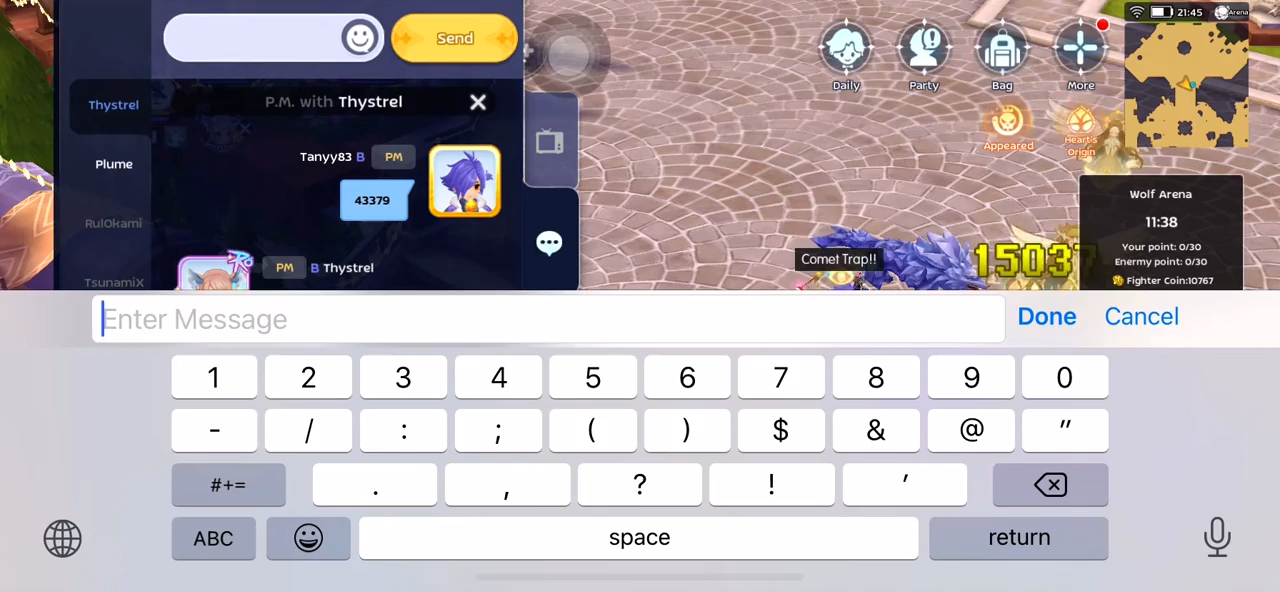 Send
Thystrel
P.M. with Thystrel
Plume
Tanyy83 B PM
43379
RulOkami
PM B Thystrel
TsunamiX
Daily
Party
Bag
More
21:45
Arena
Appeared
Heart's
Origin
Wolf Arena
11:38
Your point: 0/30
Enermy point: 0/30
Fighter Coin:10767
Comet Trap!!
15037
Enter Message
Done
Cancel
1 2 3 4 5 6 7 8 9 0
- / : ; ( ) $ & @ "
#+= . , ? ! '
ABC space return